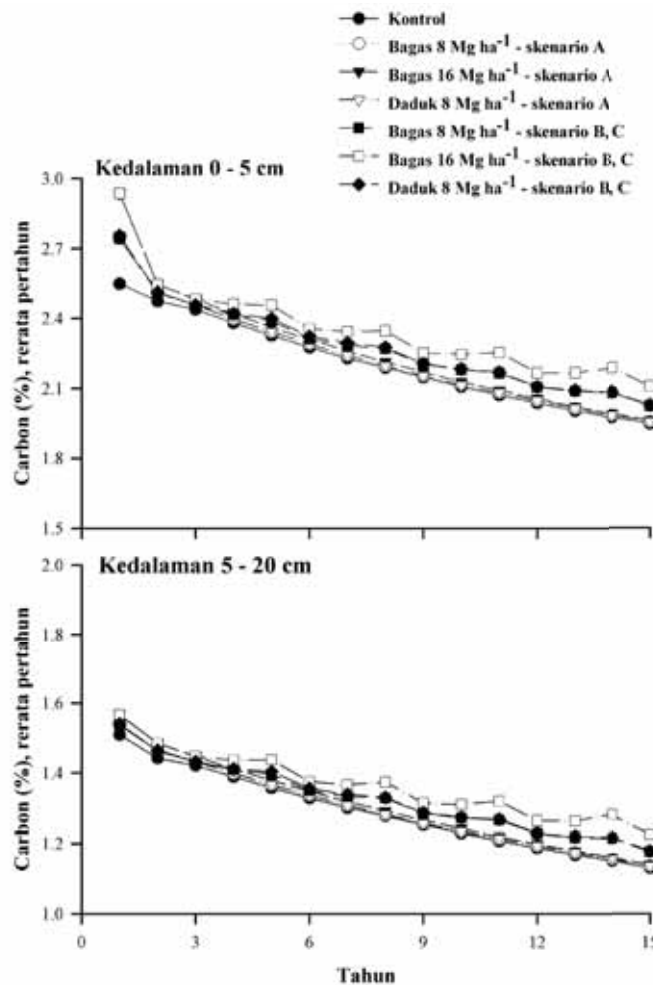 Kontrol
Bagas 8 Mg ha⁻¹ - skenario A
Bagas 16 Mg ha⁻¹ - skenario A
Daduk 8 Mg ha⁻¹ - skenario A
Bagas 8 Mg ha⁻¹ - skenario B, C
Bagas 16 Mg ha⁻¹ - skenario B, C
Daduk 8 Mg ha⁻¹ - skenario B, C
Kedalaman 0 - 5 cm
Carbon (%), rerata pertahun
3.0
2.7
2.4
2.1
1.8
1.5
Kedalaman 5 - 20 cm
Carbon (%), rerata pertahun
2.0
1.8
1.6
1.4
1.2
1.0
0 3 6 9 12 15
Tahun